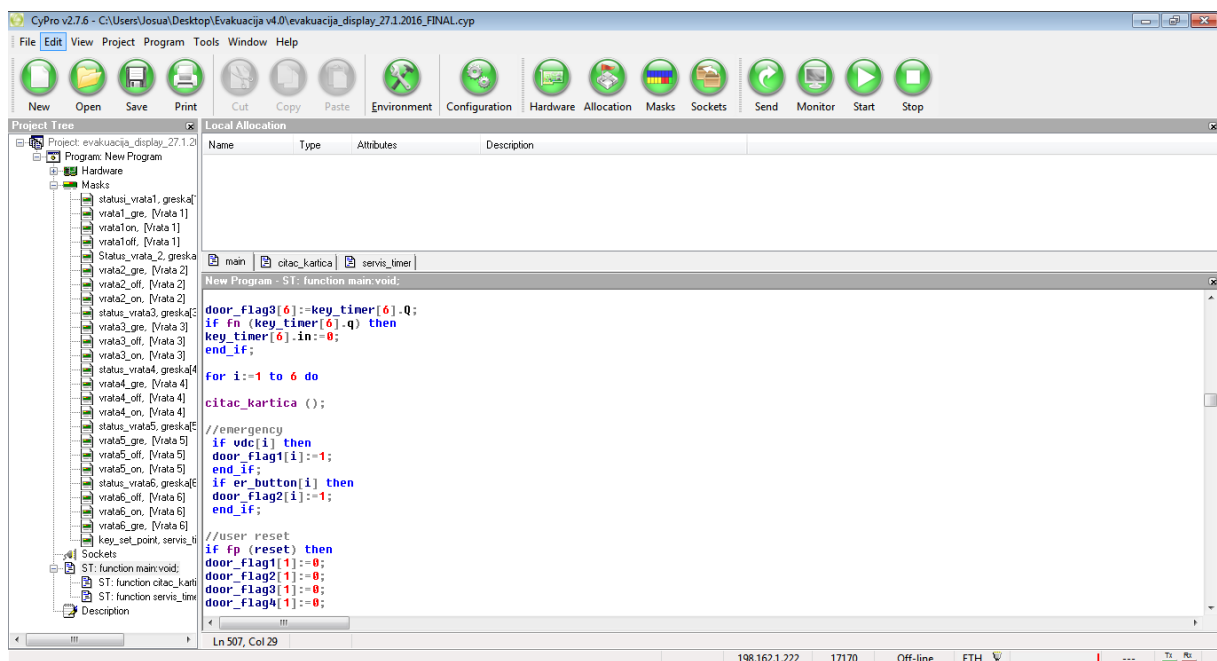 CyPro v2.7.6 - C:\Users\Josua\Desktop\Evakuacija v4.0\evakuacija_display_27.1.2016_FINAL.cyp
File Edit View Project Program Tools Window Help
New Open Save Print Cut Copy Paste Environment Configuration Hardware Allocation Masks Sockets Send Monitor Start Stop
Project Tree
Project: evakuacija_display_27.1.2
Program: New Program
Hardware
Masks
statusi_vrata1, greska[
vrata1_gre, [Vrata 1]
vrata1on, [Vrata 1]
vrata1off, [Vrata 1]
Status_vrata_2, greska
vrata2_gre, [Vrata 2]
vrata2_off, [Vrata 2]
vrata2_on, [Vrata 2]
status_vrata3, greska[3
vrata3_gre, [Vrata 3]
vrata3_off, [Vrata 3]
vrata3_on, [Vrata 3]
status_vrata4, greska[4
vrata4_gre, [Vrata 4]
vrata4_off, [Vrata 4]
vrata4_on, [Vrata 4]
status_vrata5, greska[5
vrata5_gre, [Vrata 5]
vrata5_off, [Vrata 5]
vrata5_on, [Vrata 5]
status_vrata6, greska[6
vrata6_off, [Vrata 6]
vrata6_on, [Vrata 6]
vrata6_gre, [Vrata 6]
key_set_point, servis_ti
Sockets
ST: function main:void;
ST: function citac_karti
ST: function servis_time
Description
Local Allocation
Name Type Attributes Description
main citac_kartica servis_timer
New Program - ST: function main:void;
door_flag3[6]:=key_timer[6].Q;
if fn (key_timer[6].q) then
key_timer[6].in:=0;
end_if;
for i:=1 to 6 do
citac_kartica ();
//emergency
if vdc[i] then
door_flag1[i]:=1;
end_if;
if er_button[i] then
door_flag2[i]:=1;
end_if;
//user reset
if fp (reset) then
door_flag1[1]:=0;
door_flag2[1]:=0;
door_flag3[1]:=0;
door_flag4[1]:=0;
Ln 507, Col 29
198.162.1.222 17170 Off-line ETH --- Tx Rx